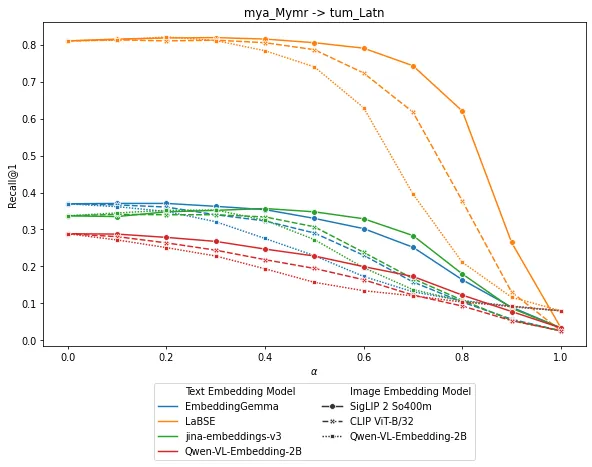 mya_Mymr -> tum_Latn
Recall@1
0.8
0.7
0.6
0.5
0.4
0.3
0.2
0.1
0.0
0.0 0.2 0.4 0.6 0.8 1.0
α
Text Embedding Model
EmbeddingGemma
LaBSE
jina-embeddings-v3
Qwen-VL-Embedding-2B
Image Embedding Model
SigLIP 2 So400m
CLIP ViT-B/32
Qwen-VL-Embedding-2B